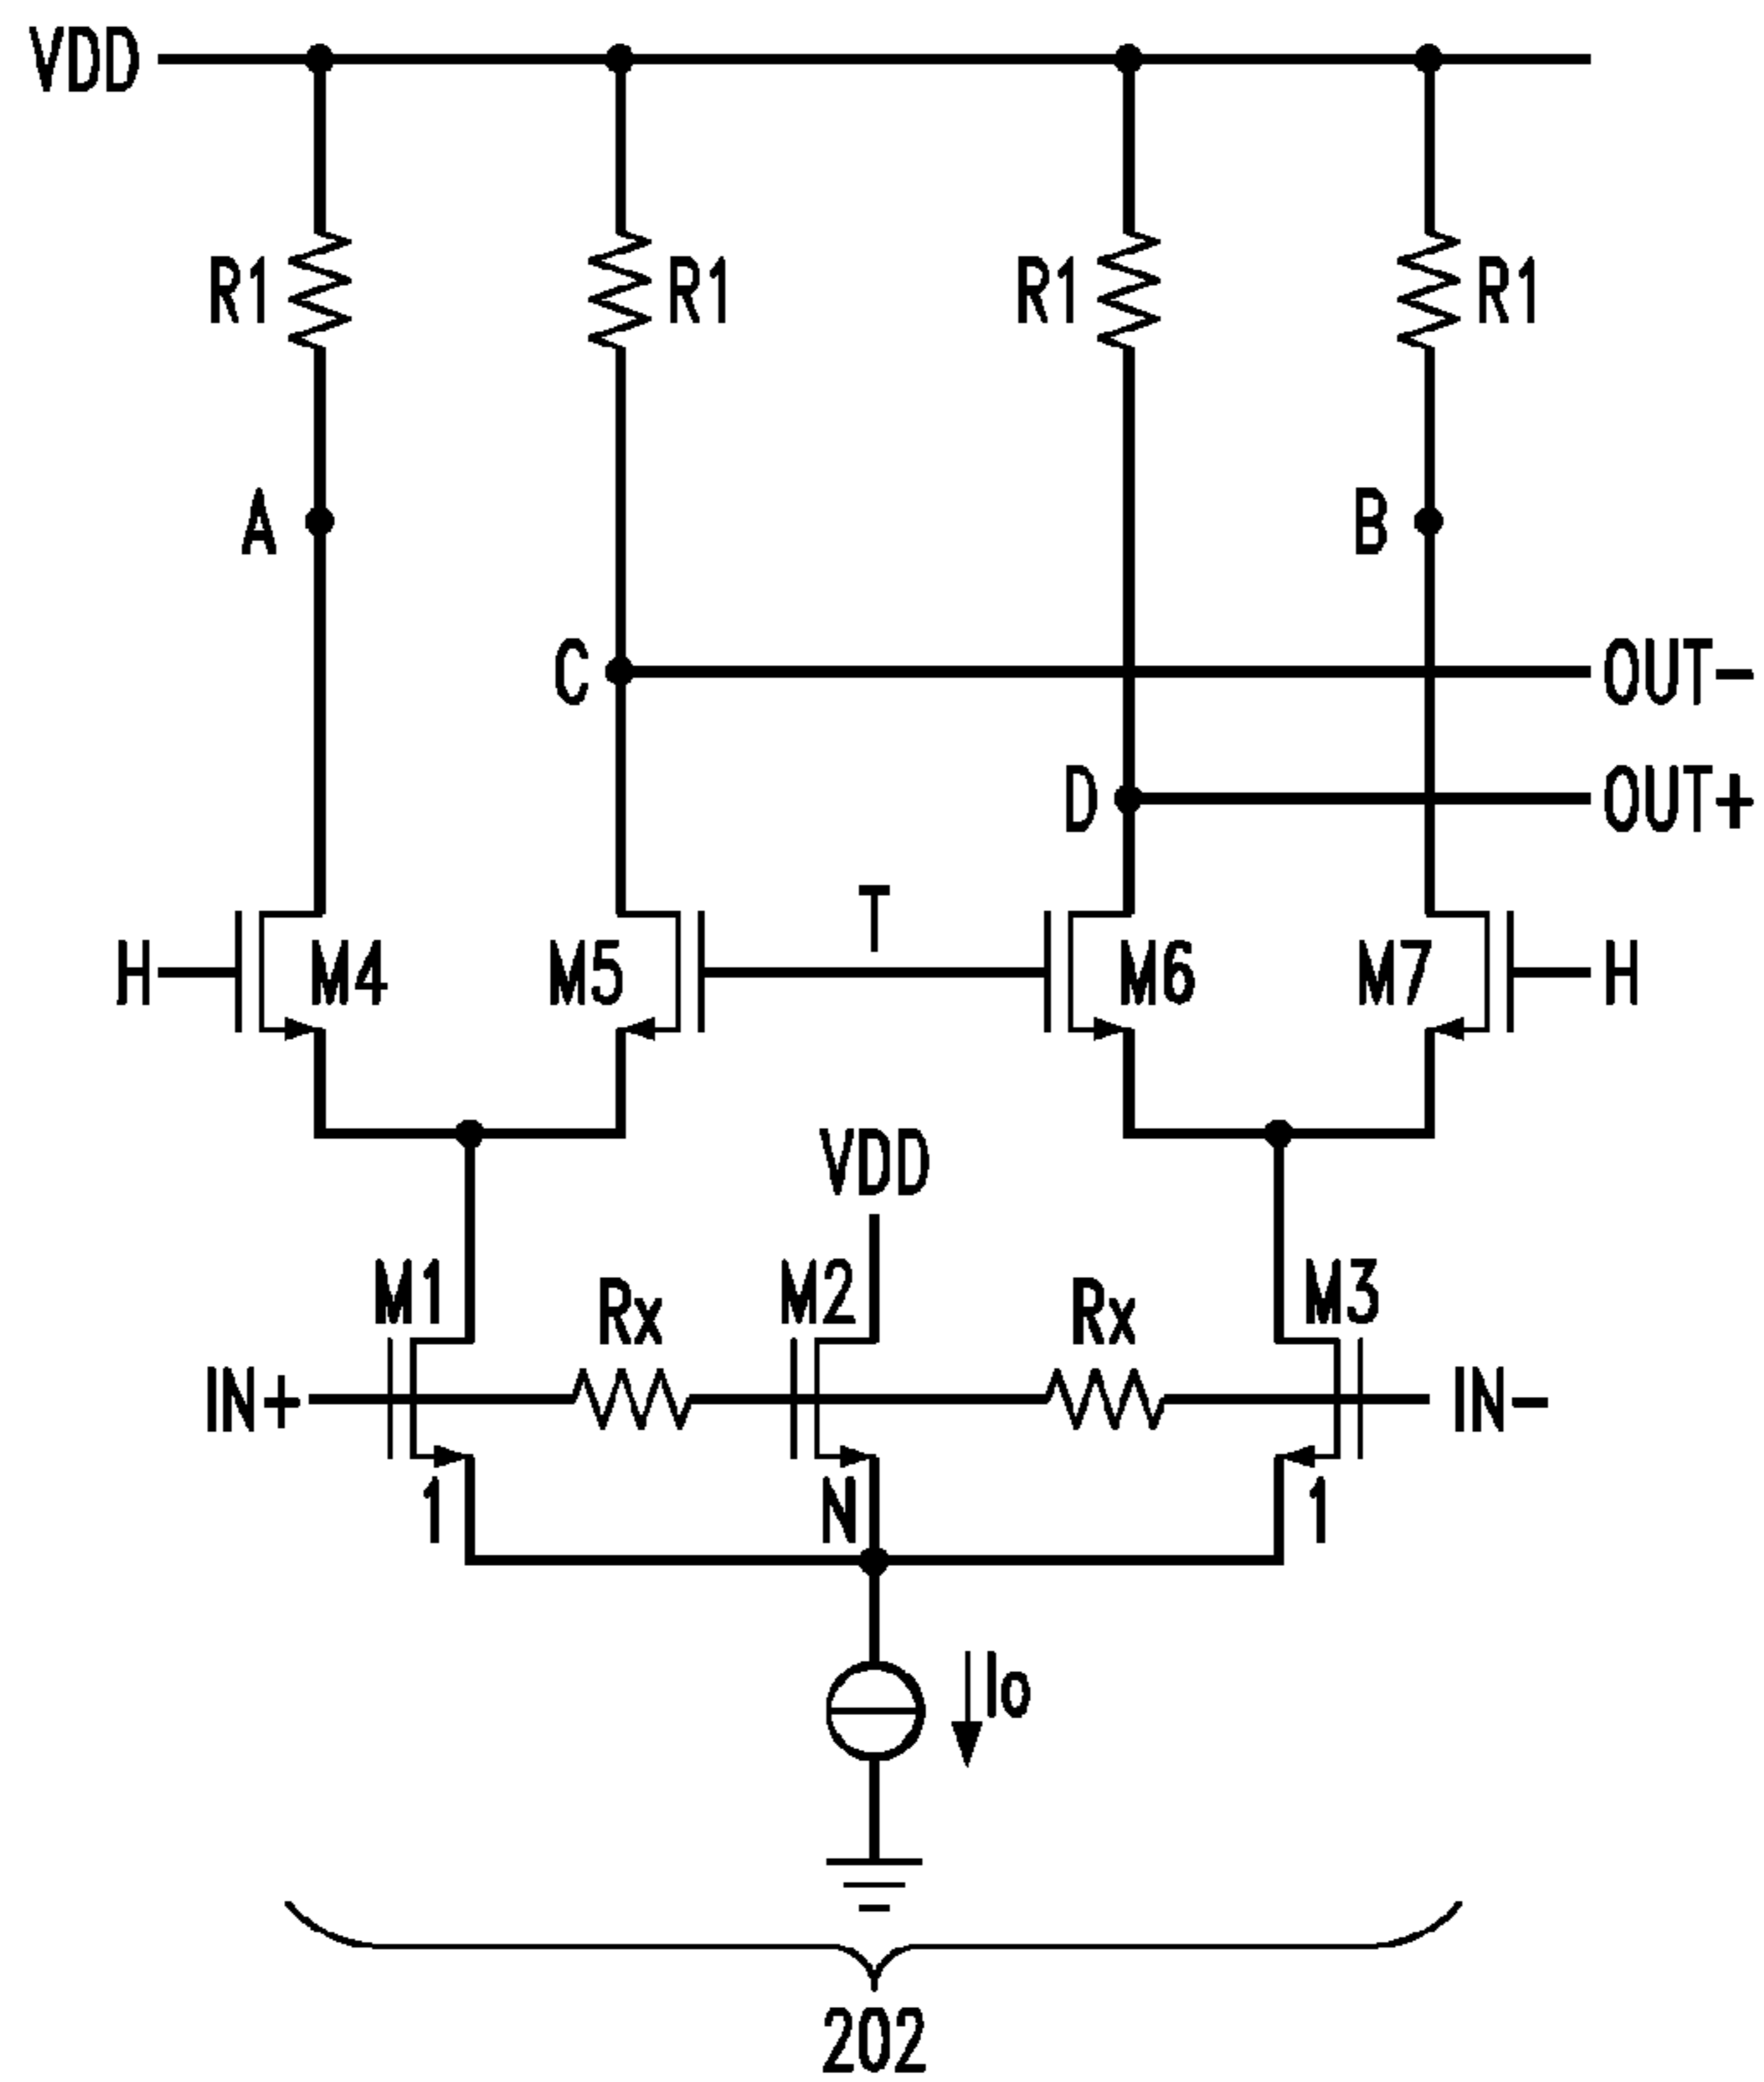 VDD
R1 R1 R1 R1
A B
C OUT-
D OUT+
T
H M4 M5 M6 M7 H
VDD
M1 Rx M2 Rx M3
IN+ IN-
1 N 1
Io
202